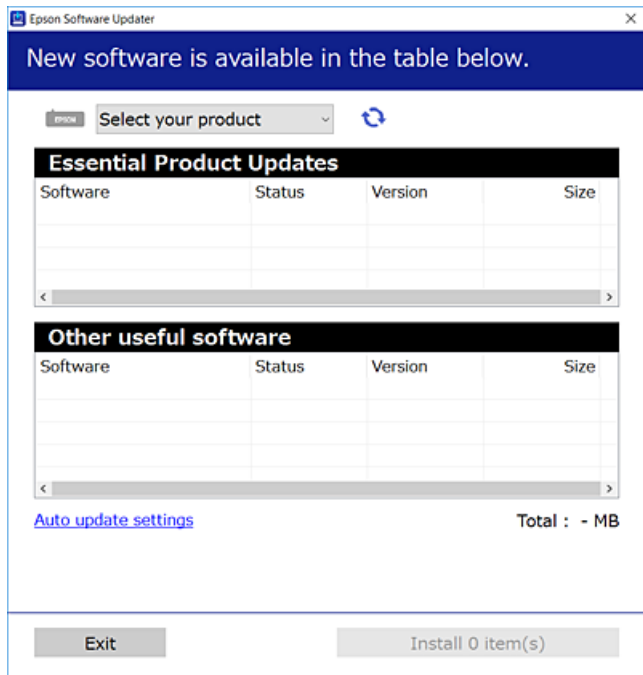 Epson Software Updater
New software is available in the table below.
EPSON Select your product
Essential Product Updates
Software Status Version Size
Other useful software
Software Status Version Size
Auto update settings Total : - MB
Exit Install 0 item(s)